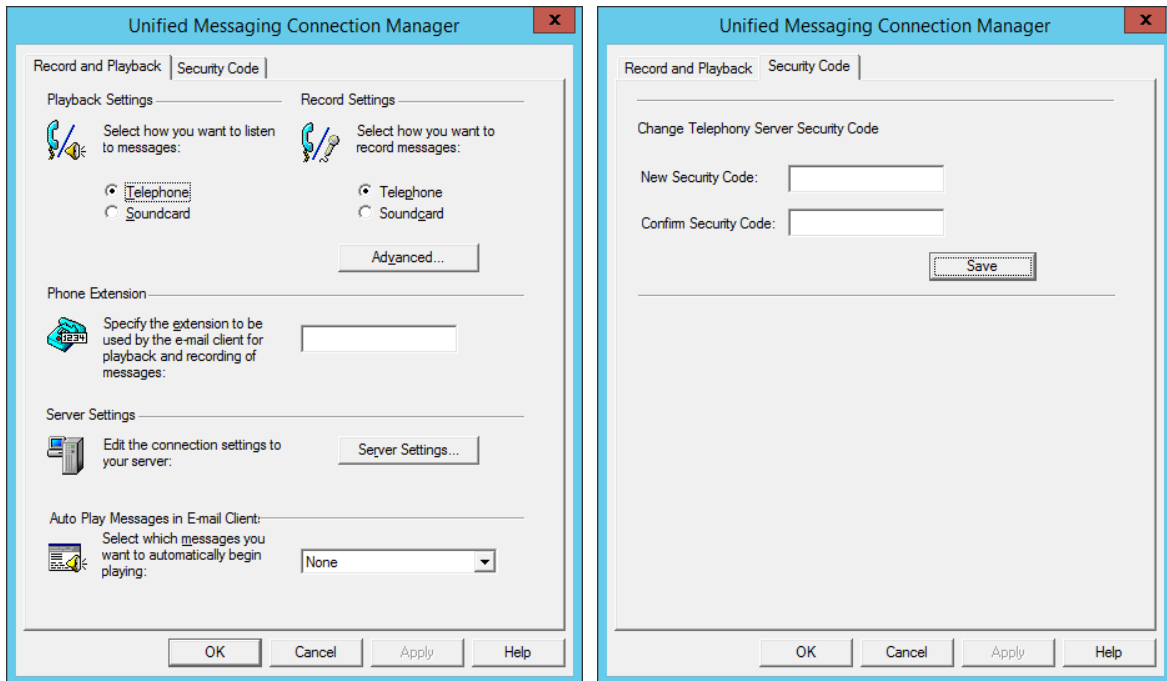 Unified Messaging Connection Manager
x
Record and Playback
Security Code
Playback Settings
Select how you want to listen
to messages:
Telephone
Soundcard
Record Settings
Select how you want to
record messages:
Telephone
Soundcard
Advanced...
Phone Extension
Specify the extension to be
used by the e-mail client for
playback and recording of
messages:
1234
Server Settings
Edit the connection settings to
your server:
Server Settings...
Auto Play Messages in E-mail Client:
Select which messages you
want to automatically begin
playing:
None
OK
Cancel
Apply
Help
Unified Messaging Connection Manager
x
Record and Playback
Security Code
Change Telephony Server Security Code
New Security Code:
Confirm Security Code:
Save
OK
Cancel
Apply
Help